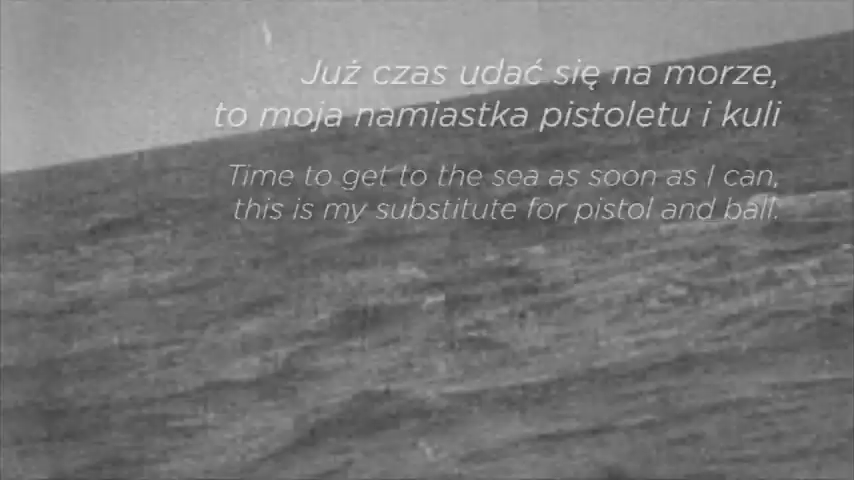 Już czas udać się na morze,
to moja namiastka pistoletu i kuli
Time to get to the sea as soon as I can,
this is my substitute for pistol and ball.